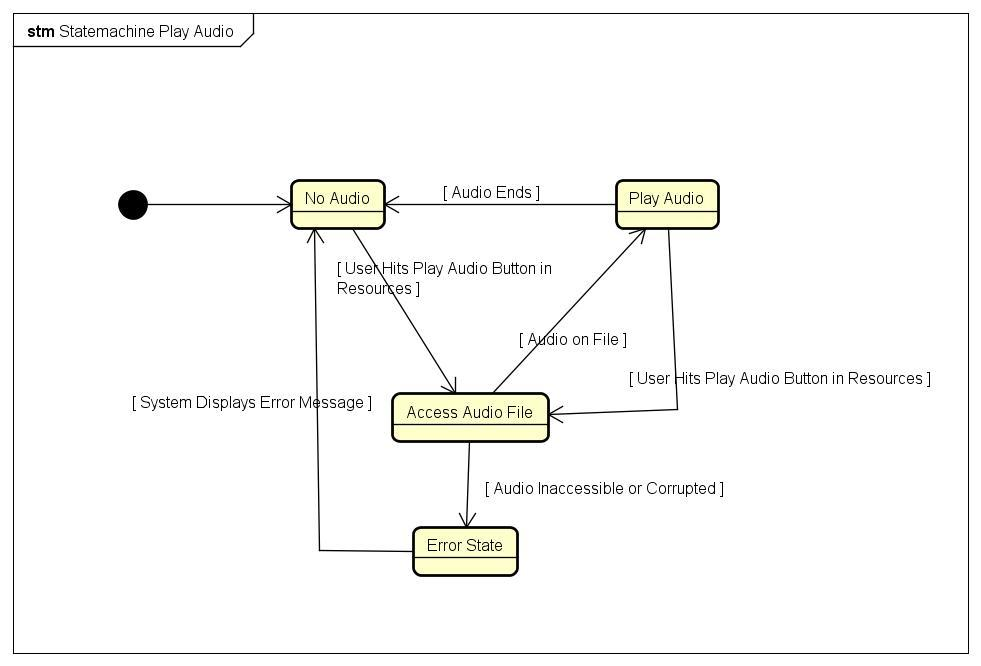 stm Statemachine Play Audio
No Audio
[ Audio Ends ]
Play Audio
[ User Hits Play Audio Button in
Resources ]
[ Audio on File ]
[ User Hits Play Audio Button in Resources ]
[ System Displays Error Message ]
Access Audio File
[ Audio Inaccessible or Corrupted ]
Error State